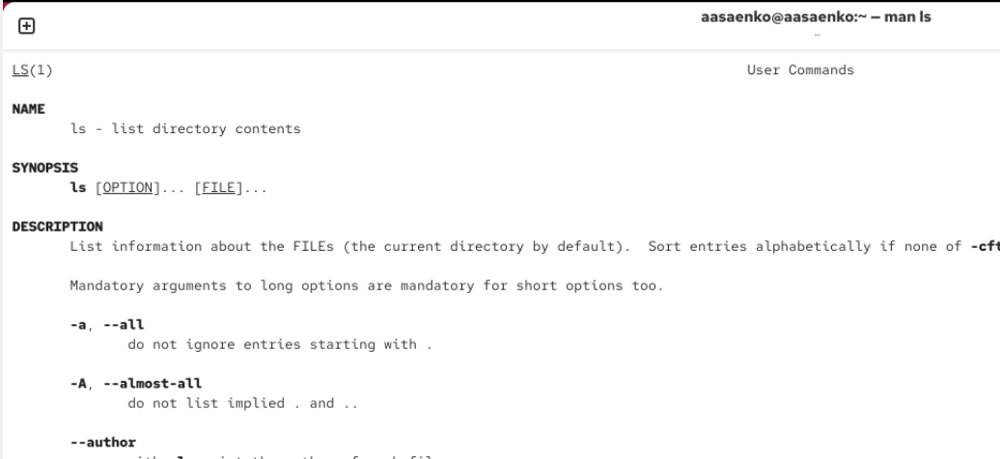 aasaenko@aasaenko:~ — man ls
~
LS(1) User Commands
NAME
ls - list directory contents
SYNOPSIS
ls [OPTION]... [FILE]...
DESCRIPTION
List information about the FILEs (the current directory by default). Sort entries alphabetically if none of -cft
Mandatory arguments to long options are mandatory for short options too.
-a, --all
do not ignore entries starting with .
-A, --almost-all
do not list implied . and ..
--author